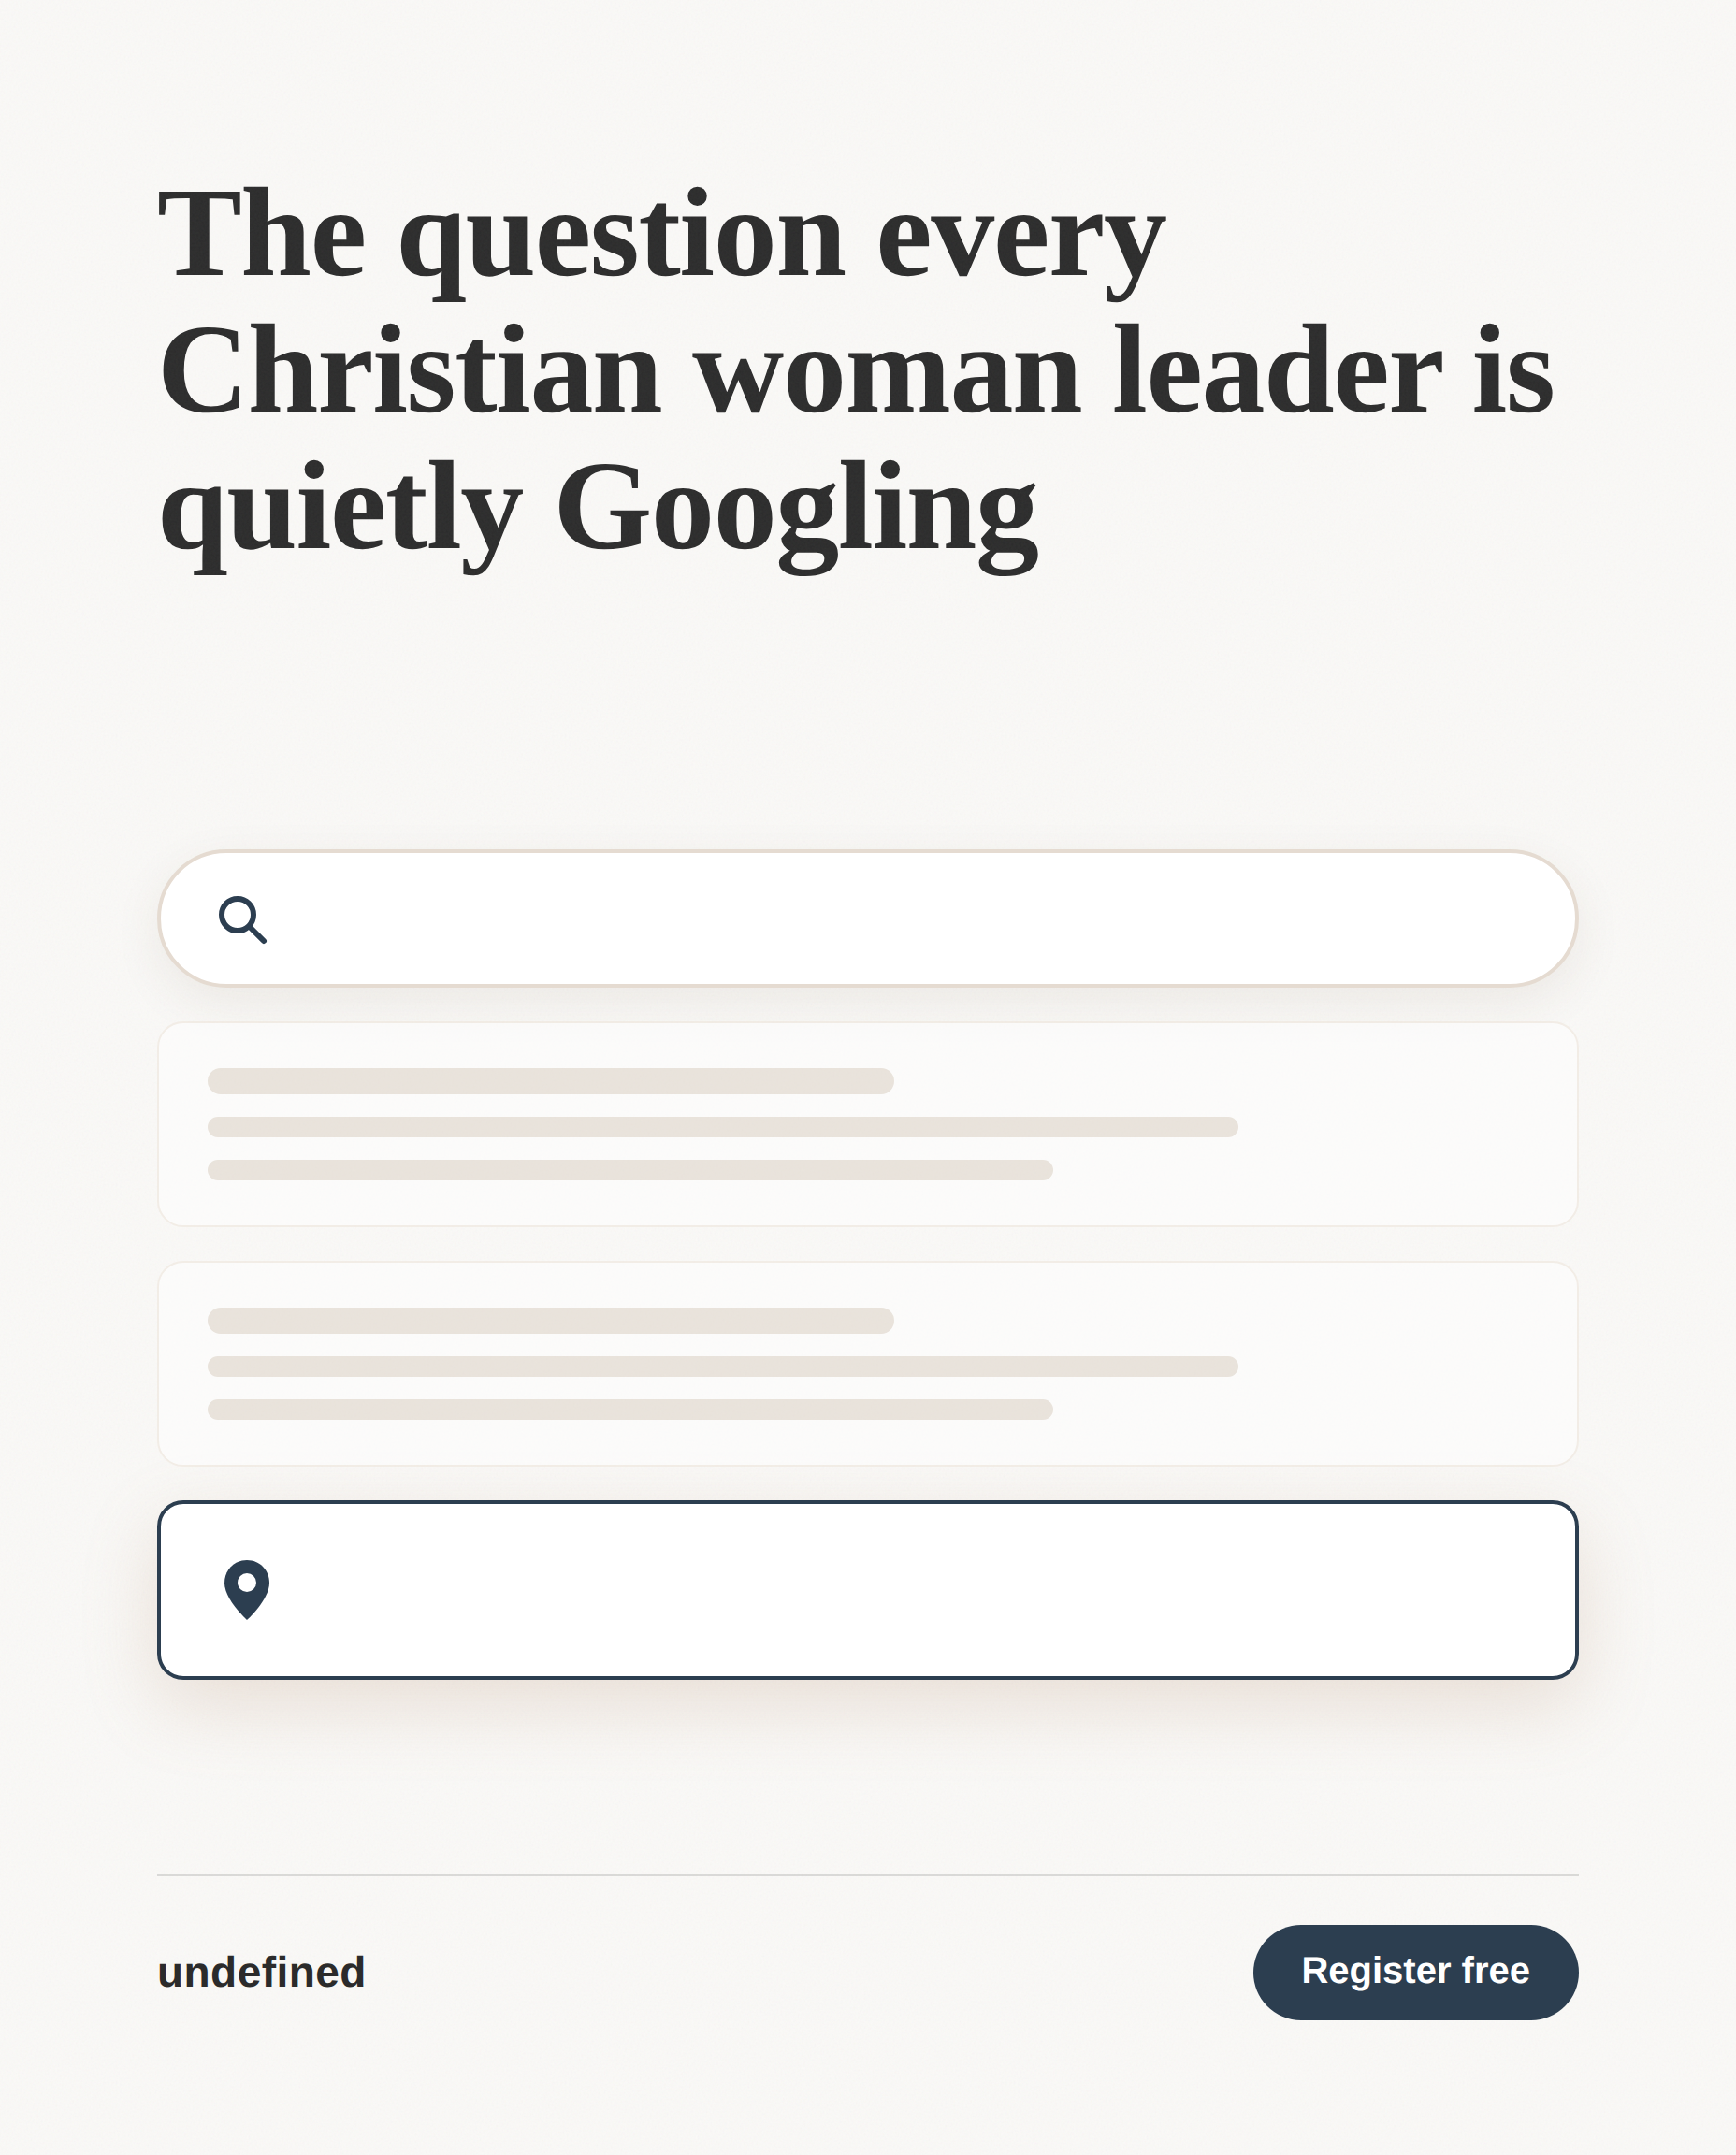 The question every
Christian woman leader is
quietly Googling
undefined
Register free